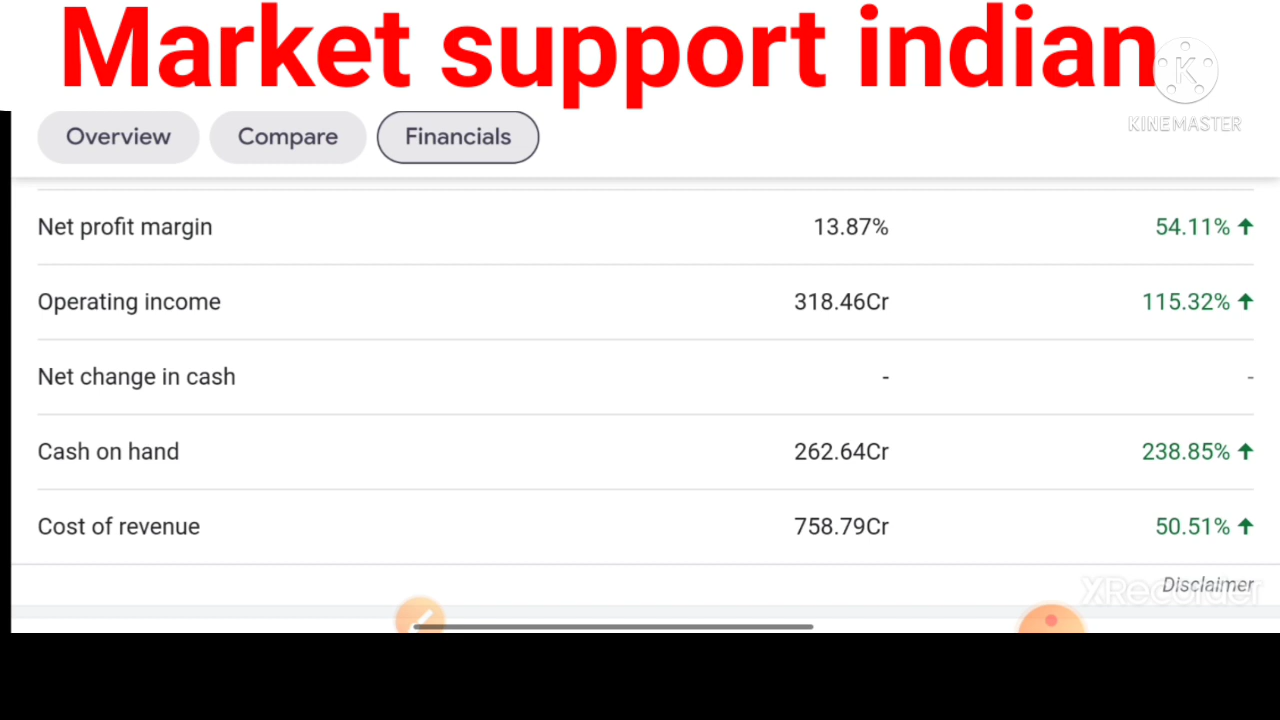 Market support indian
KINEMASTER
Overview Compare Financials
Net profit margin 13.87% 54.11%
Operating income 318.46Cr 115.32%
Net change in cash - -
Cash on hand 262.64Cr 238.85%
Cost of revenue 758.79Cr 50.51%
Disclaimer
XRecorder